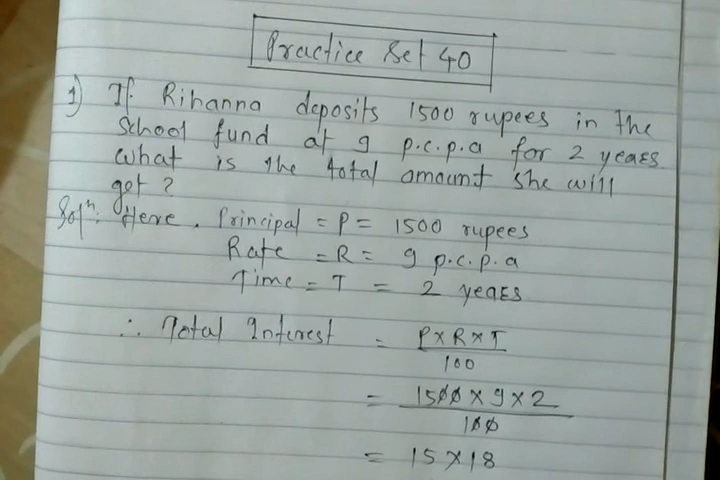 Practice Set 40
1) If Rihanna deposits 1500 rupees in the
School fund at 9 p.c.p.a for 2 years
what is the total amount she will
get ?
Solⁿ: Here, Principal = P = 1500 rupees
Rate = R = 9 p.c.p.a
Time = T = 2 years
∴ Total Interest = P×R×T
100
= 1500 × 9 × 2
100
= 15 × 18